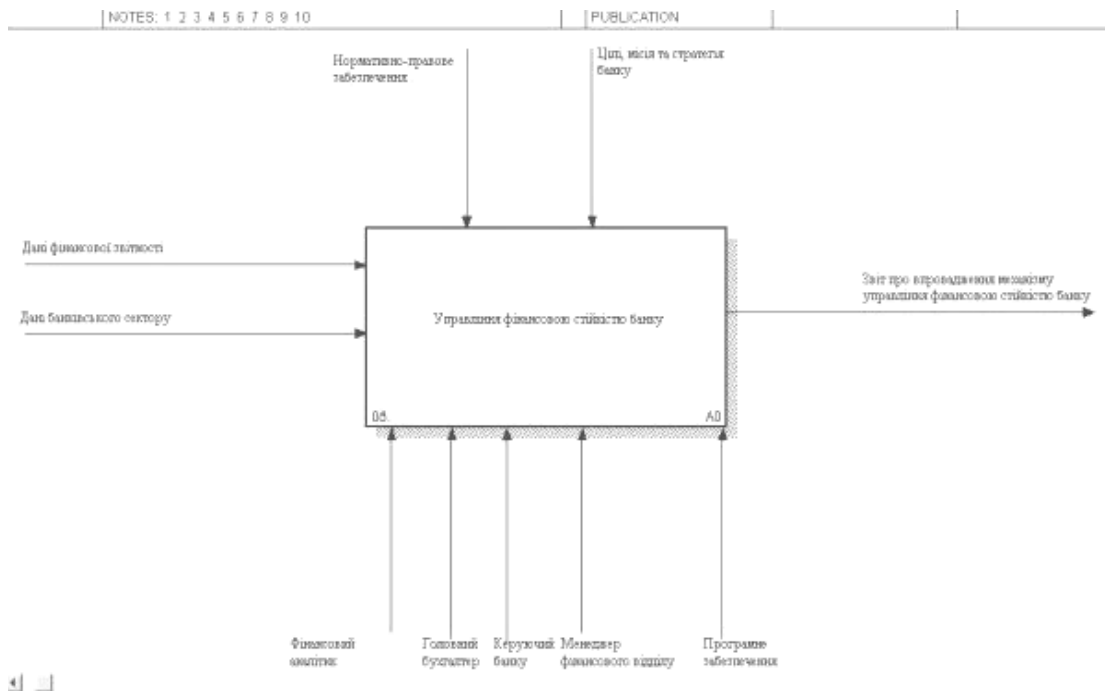 NOTES: 1 2 3 4 5 6 7 8 9 10
PUBLICATION
Нормативно-правове
забезпечення
Цілі, місія та стратегія
банку
Дані фінансової звітності
Дані банківського сектору
Управління фінансовою стійкістю банку
Звіт про впровадження механізму
управління фінансовою стійкістю банку
0б.
A0
Фінансовий
аналітик
Головний
бухгалтер
Керуючий
банку
Менеджер
фінансового відділу
Програмне
забезпечення